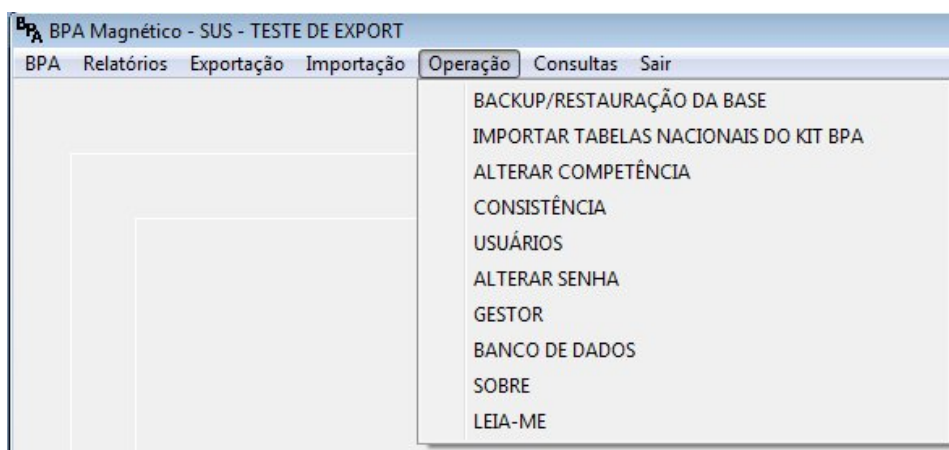 BPA BPA Magnético - SUS - TESTE DE EXPORT
BPA Relatórios Exportação Importação Operação Consultas Sair
BACKUP/RESTAURAÇÃO DA BASE
IMPORTAR TABELAS NACIONAIS DO KIT BPA
ALTERAR COMPETÊNCIA
CONSISTÊNCIA
USUÁRIOS
ALTERAR SENHA
GESTOR
BANCO DE DADOS
SOBRE
LEIA-ME